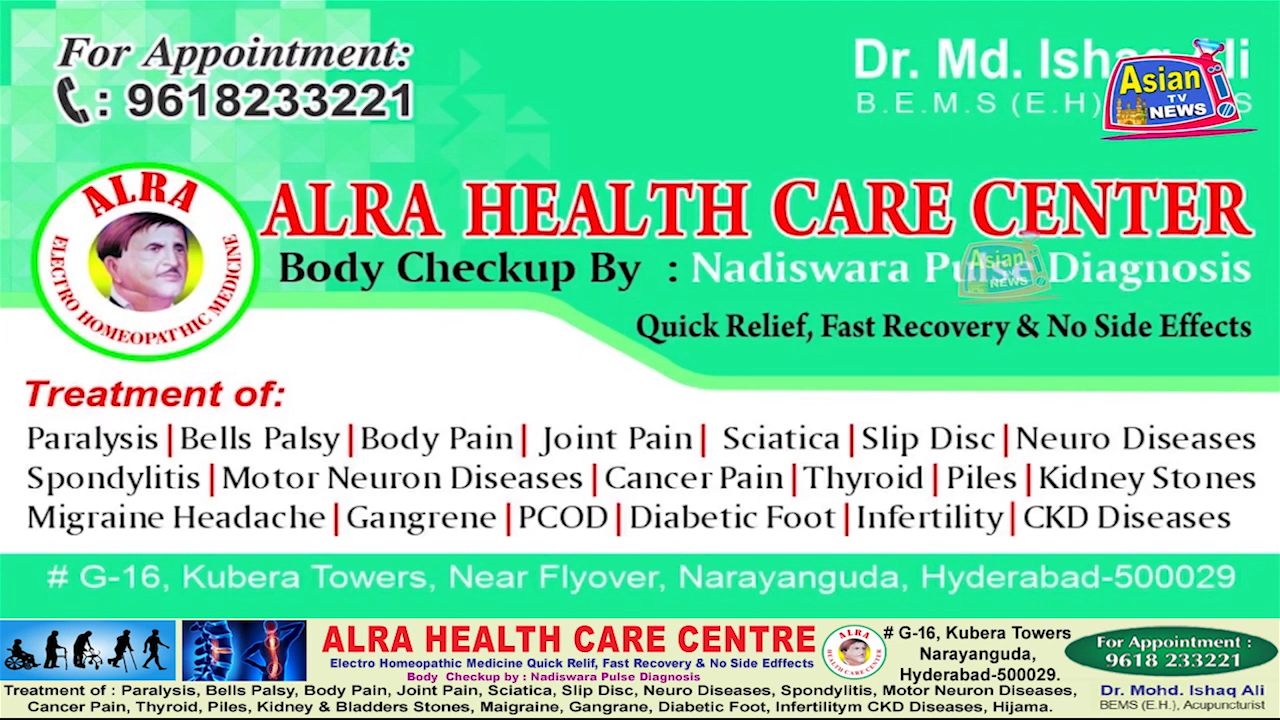 For Appointment:
: 9618233221
Dr. Md. Ishaq Ali
B.E.M.S (E.H)
Asian
TV
NEWS
ALRA
ELECTRO HOMEOPATHIC MEDICINE
ALRA HEALTH CARE CENTER
Body Checkup By : Nadiswara Pulse Diagnosis
Asian
NEWS
Quick Relief, Fast Recovery & No Side Effects
Treatment of:
Paralysis | Bells Palsy | Body Pain | Joint Pain | Sciatica | Slip Disc | Neuro Diseases
Spondylitis | Motor Neuron Diseases | Cancer Pain | Thyroid | Piles | Kidney Stones
Migraine Headache | Gangrene | PCOD | Diabetic Foot | Infertility | CKD Diseases
# G-16, Kubera Towers, Near Flyover, Narayanguda, Hyderabad-500029
ALRA HEALTH CARE CENTRE
Electro Homeopathic Medicine Quick Relif, Fast Recovery & No Side Edffects
Body Checkup by : Nadiswara Pulse Diagnosis
ALRA
HEALTH CARE CENTER
# G-16, Kubera Towers
Narayanguda,
Hyderabad-500029.
For Appointment :
9618 233221
Treatment of : Paralysis, Bells Palsy, Body Pain, Joint Pain, Sciatica, Slip Disc, Neuro Diseases, Spondylitis, Motor Neuron Diseases,
Cancer Pain, Thyroid, Piles, Kidney & Bladders Stones, Maigraine, Gangrane, Diabetic Foot, Infertilitym CKD Diseases, Hijama.
Dr. Mohd. Ishaq Ali
BEMS (E.H.), Acupuncturist